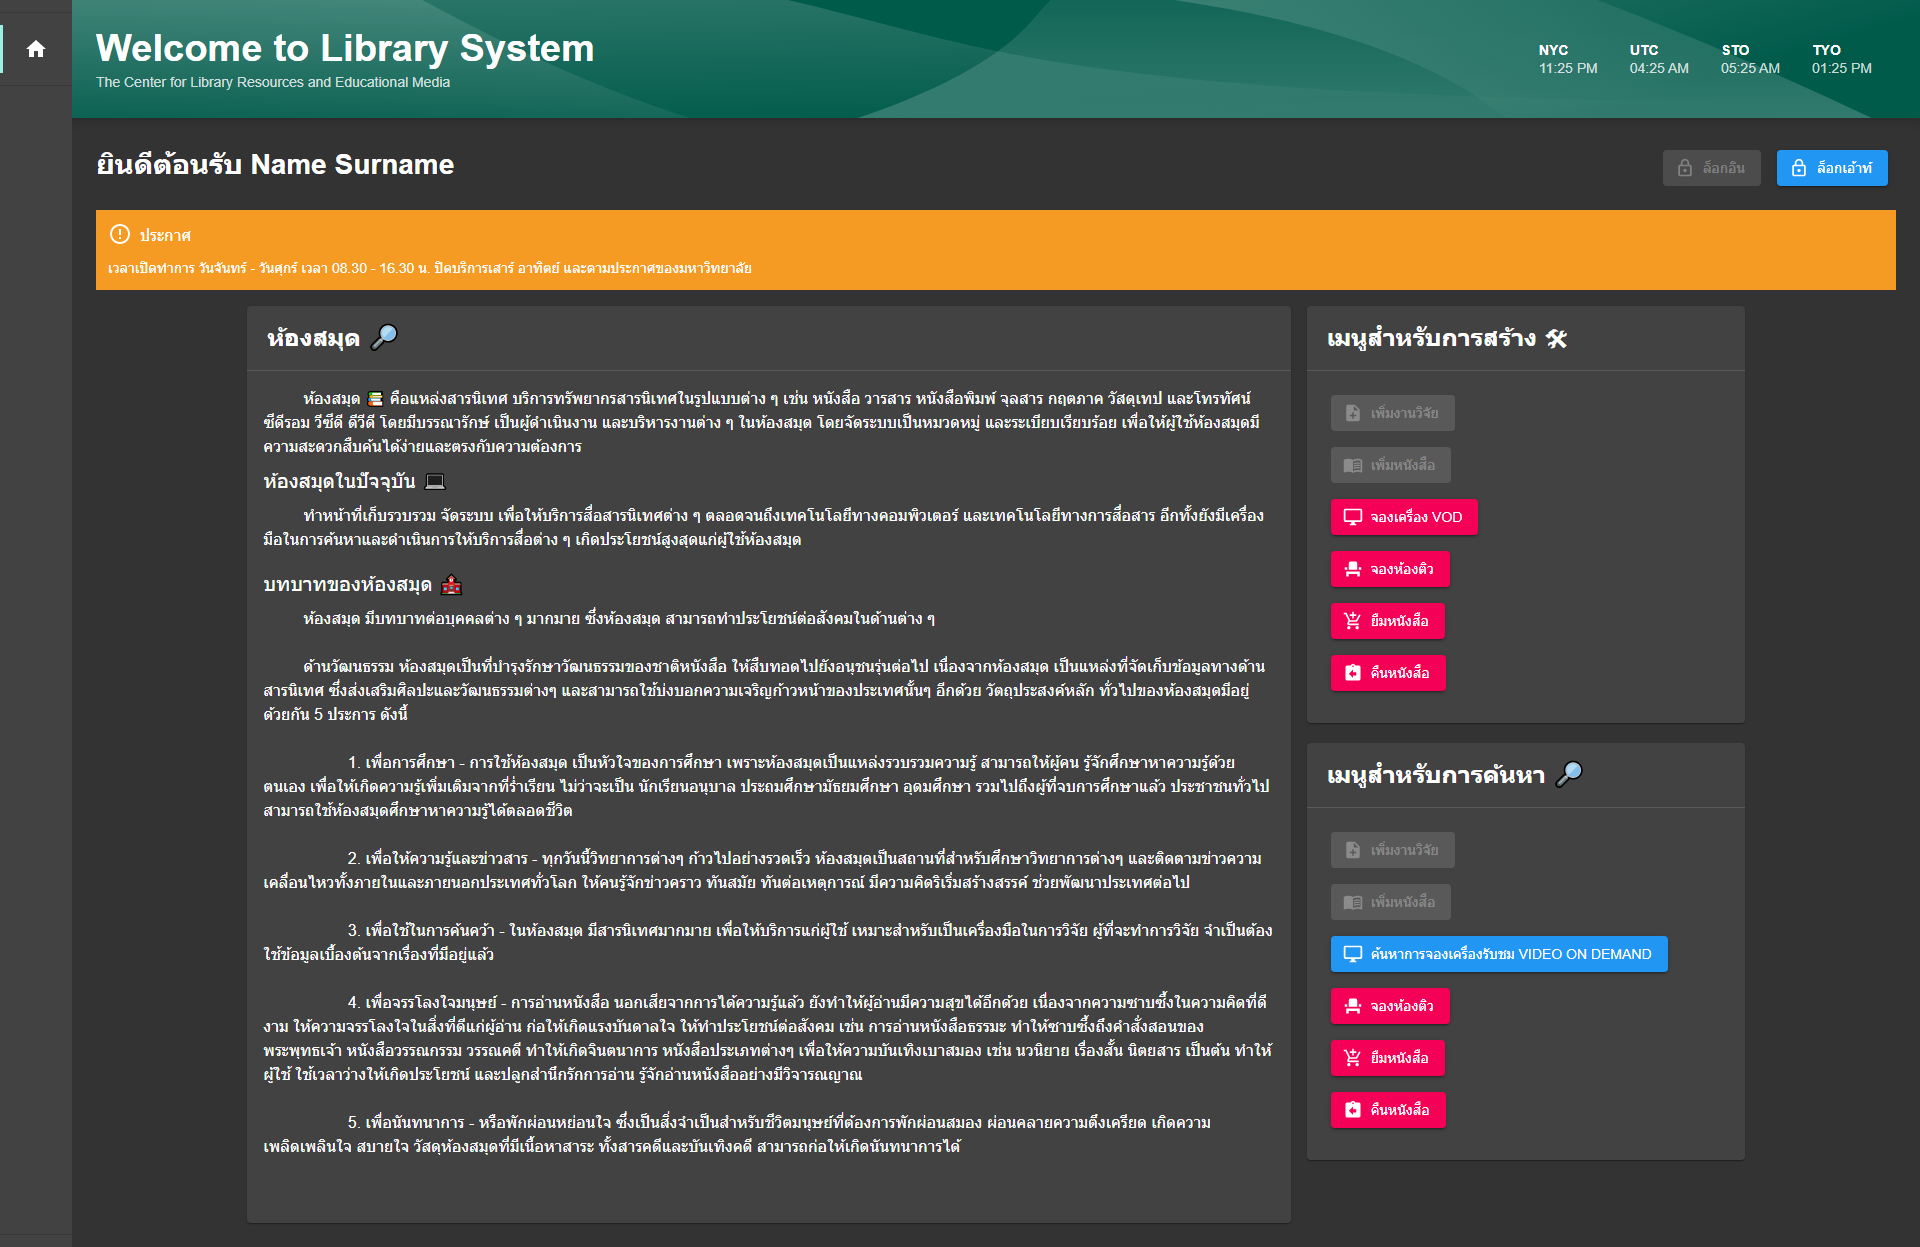 Welcome to Library System
The Center for Library Resources and Educational Media
NYC
11:25 PM
UTC
04:25 AM
STO
05:25 AM
TYO
01:25 PM
ยินดีต้อนรับ Name Surname
ล็อกอิน
ล็อกเอ้าท์
ประกาศ
เวลาเปิดทำการ วันจันทร์ - วันศุกร์ เวลา 08.30 - 16.30 น. ปิดบริการเสาร์ อาทิตย์ และตามประกาศของมหาวิทยาลัย
ห้องสมุด 🔎
ห้องสมุด 📚 คือแหล่งสารนิเทศ บริการทรัพยากรสารนิเทศในรูปแบบต่าง ๆ เช่น หนังสือ วารสาร หนังสือพิมพ์ จุลสาร กฤตภาค วัสดุเทป และโทรทัศน์
ซีดีรอม วีซีดี ดีวีดี โดยมีบรรณารักษ์ เป็นผู้ดำเนินงาน และบริหารงานต่าง ๆ ในห้องสมุด โดยจัดระบบเป็นหมวดหมู่ และระเบียบเรียบร้อย เพื่อให้ผู้ใช้ห้องสมุดมี
ความสะดวกสืบค้นได้ง่ายและตรงกับความต้องการ
ห้องสมุดในปัจจุบัน 💻
ทำหน้าที่เก็บรวบรวม จัดระบบ เพื่อให้บริการสื่อสารนิเทศต่าง ๆ ตลอดจนถึงเทคโนโลยีทางคอมพิวเตอร์ และเทคโนโลยีทางการสื่อสาร อีกทั้งยังมีเครื่อง
มือในการค้นหาและดำเนินการให้บริการสื่อต่าง ๆ เกิดประโยชน์สูงสุดแก่ผู้ใช้ห้องสมุด
บทบาทของห้องสมุด 🏫
ห้องสมุด มีบทบาทต่อบุคคลต่าง ๆ มากมาย ซึ่งห้องสมุด สามารถทำประโยชน์ต่อสังคมในด้านต่าง ๆ
ด้านวัฒนธรรม ห้องสมุดเป็นที่บำรุงรักษาวัฒนธรรมของชาติหนังสือ ให้สืบทอดไปยังอนุชนรุ่นต่อไป เนื่องจากห้องสมุด เป็นแหล่งที่จัดเก็บข้อมูลทางด้าน
สารนิเทศ ซึ่งส่งเสริมศิลปะและวัฒนธรรมต่างๆ และสามารถใช้บ่งบอกความเจริญก้าวหน้าของประเทศนั้นๆ อีกด้วย วัตถุประสงค์หลัก ทั่วไปของห้องสมุดมีอยู่
ด้วยกัน 5 ประการ ดังนี้
1. เพื่อการศึกษา - การใช้ห้องสมุด เป็นหัวใจของการศึกษา เพราะห้องสมุดเป็นแหล่งรวบรวมความรู้ สามารถให้ผู้คน รู้จักศึกษาหาความรู้ด้วย
ตนเอง เพื่อให้เกิดความรู้เพิ่มเติมจากที่ร่ำเรียน ไม่ว่าจะเป็น นักเรียนอนุบาล ประถมศึกษามัธยมศึกษา อุดมศึกษา รวมไปถึงผู้ที่จบการศึกษาแล้ว ประชาชนทั่วไป
สามารถใช้ห้องสมุดศึกษาหาความรู้ได้ตลอดชีวิต
2. เพื่อให้ความรู้และข่าวสาร - ทุกวันนี้วิทยาการต่างๆ ก้าวไปอย่างรวดเร็ว ห้องสมุดเป็นสถานที่สำหรับศึกษาวิทยาการต่างๆ และติดตามข่าวความ
เคลื่อนไหวทั้งภายในและภายนอกประเทศทั่วโลก ให้คนรู้จักข่าวคราว ทันสมัย ทันต่อเหตุการณ์ มีความคิดริเริ่มสร้างสรรค์ ช่วยพัฒนาประเทศต่อไป
3. เพื่อใช้ในการค้นคว้า - ในห้องสมุด มีสารนิเทศมากมาย เพื่อให้บริการแก่ผู้ใช้ เหมาะสำหรับเป็นเครื่องมือในการวิจัย ผู้ที่จะทำการวิจัย จำเป็นต้อง
ใช้ข้อมูลเบื้องต้นจากเรื่องที่มีอยู่แล้ว
4. เพื่อจรรโลงใจมนุษย์ - การอ่านหนังสือ นอกเสียจากการได้ความรู้แล้ว ยังทำให้ผู้อ่านมีความสุขได้อีกด้วย เนื่องจากความซาบซึ้งในความคิดที่ดี
งาม ให้ความจรรโลงใจในสิ่งที่ดีแก่ผู้อ่าน ก่อให้เกิดแรงบันดาลใจ ให้ทำประโยชน์ต่อสังคม เช่น การอ่านหนังสือธรรมะ ทำให้ซาบซึ้งถึงคำสั่งสอนของ
พระพุทธเจ้า หนังสือวรรณกรรม วรรณคดี ทำให้เกิดจินตนาการ หนังสือประเภทต่างๆ เพื่อให้ความบันเทิงเบาสมอง เช่น นวนิยาย เรื่องสั้น นิตยสาร เป็นต้น ทำให้
ผู้ใช้ ใช้เวลาว่างให้เกิดประโยชน์ และปลูกสำนึกรักการอ่าน รู้จักอ่านหนังสืออย่างมีวิจารณญาณ
5. เพื่อนันทนาการ - หรือพักผ่อนหย่อนใจ ซึ่งเป็นสิ่งจำเป็นสำหรับชีวิตมนุษย์ที่ต้องการพักผ่อนสมอง ผ่อนคลายความตึงเครียด เกิดความ
เพลิดเพลินใจ สบายใจ วัสดุห้องสมุดที่มีเนื้อหาสาระ ทั้งสารคดีและบันเทิงคดี สามารถก่อให้เกิดนันทนาการได้
เมนูสำหรับการสร้าง 🛠
เพิ่มงานวิจัย
เพิ่มหนังสือ
จองเครื่อง VOD
จองห้องติว
ยืมหนังสือ
คืนหนังสือ
เมนูสำหรับการค้นหา 🔎
เพิ่มงานวิจัย
เพิ่มหนังสือ
ค้นหาการจองเครื่องรับชม VIDEO ON DEMAND
จองห้องติว
ยืมหนังสือ
คืนหนังสือ